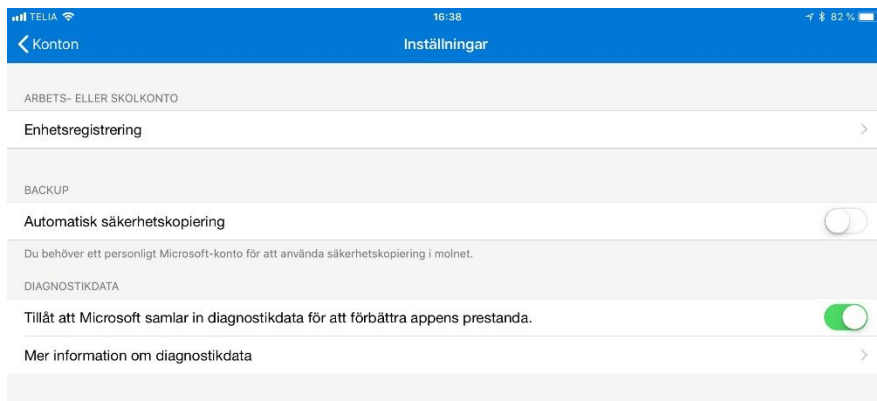 TELIA 16:38 82 %
Konton Inställningar
ARBETS- ELLER SKOLKONTO
Enhetsregistrering
BACKUP
Automatisk säkerhetskopiering
Du behöver ett personligt Microsoft-konto för att använda säkerhetskopiering i molnet.
DIAGNOSTIKDATA
Tillåt att Microsoft samlar in diagnostikdata för att förbättra appens prestanda.
Mer information om diagnostikdata